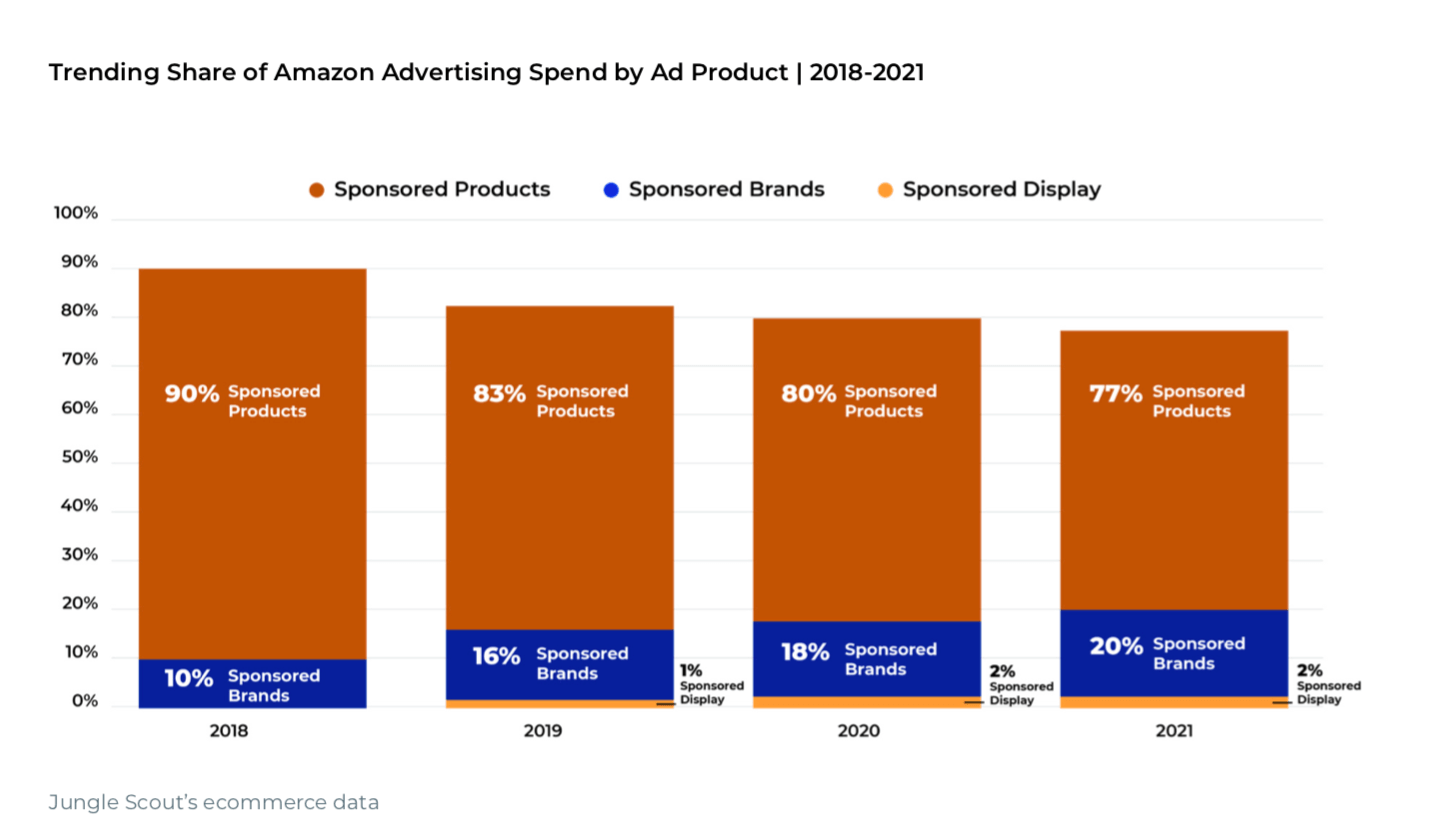 Trending Share of Amazon Advertising Spend by Ad Product | 2018-2021
Sponsored Products
Sponsored Brands
Sponsored Display
100%
90%
80%
70%
60%
50%
40%
30%
20%
10%
0%
90% Sponsored
Products
10% Sponsored
Brands
83% Sponsored
Products
16% Sponsored
Brands
1%
Sponsored
Display
80% Sponsored
Products
18% Sponsored
Brands
2%
Sponsored
Display
77% Sponsored
Products
20% Sponsored
Brands
2%
Sponsored
Display
2018
2019
2020
2021
Jungle Scout’s ecommerce data